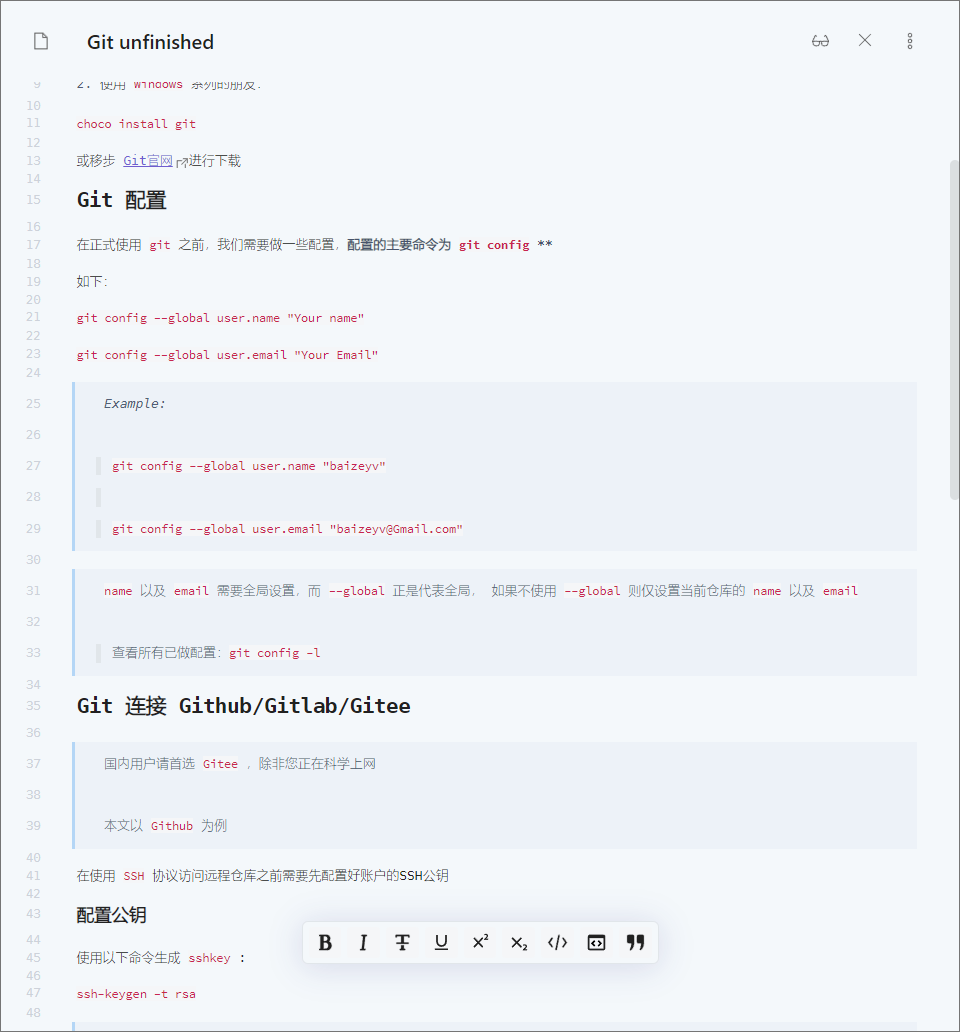 Git unfinished
9 2. 使用 Windows 系列的朋友:
10
11 choco install git
12
13 或移步 Git官网进行下载
14
15 Git 配置
16
17 在正式使用 git 之前，我们需要做一些配置，配置的主要命令为 git config **
18
19 如下：
20
21 git config --global user.name "Your name"
22
23 git config --global user.email "Your Email"
24
25 Example:
26
27 git config --global user.name "baizeyv"
28
29 git config --global user.email "baizeyv@Gmail.com"
30
31 name 以及 email 需要全局设置，而 --global 正是代表全局， 如果不使用 --global 则仅设置当前仓库的 name 以及 email
32
33 查看所有已做配置：git config -l
34
35 Git 连接 Github/Gitlab/Gitee
36
37 国内用户请首选 Gitee ，除非您正在科学上网
38
39 本文以 Github 为例
40
41 在使用 SSH 协议访问远程仓库之前需要先配置好账户的SSH公钥
42
43 配置公钥
44
45 使用以下命令生成 sshkey :
46
47 ssh-keygen -t rsa
48